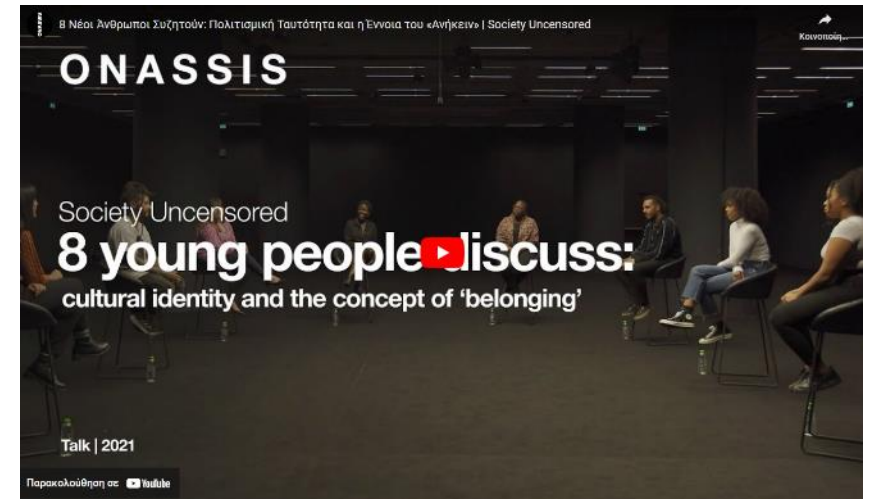 8 Νέοι Άνθρωποι Συζητούν: Πολιτισμική Ταυτότητα και η Έννοια του «Ανήκειν» | Society Uncensored
Κοινοποίη...
ONASSIS
Society Uncensored
8 young people discuss:
cultural identity and the concept of ‘belonging’
Talk | 2021
Παρακολούθηση σε YouTube